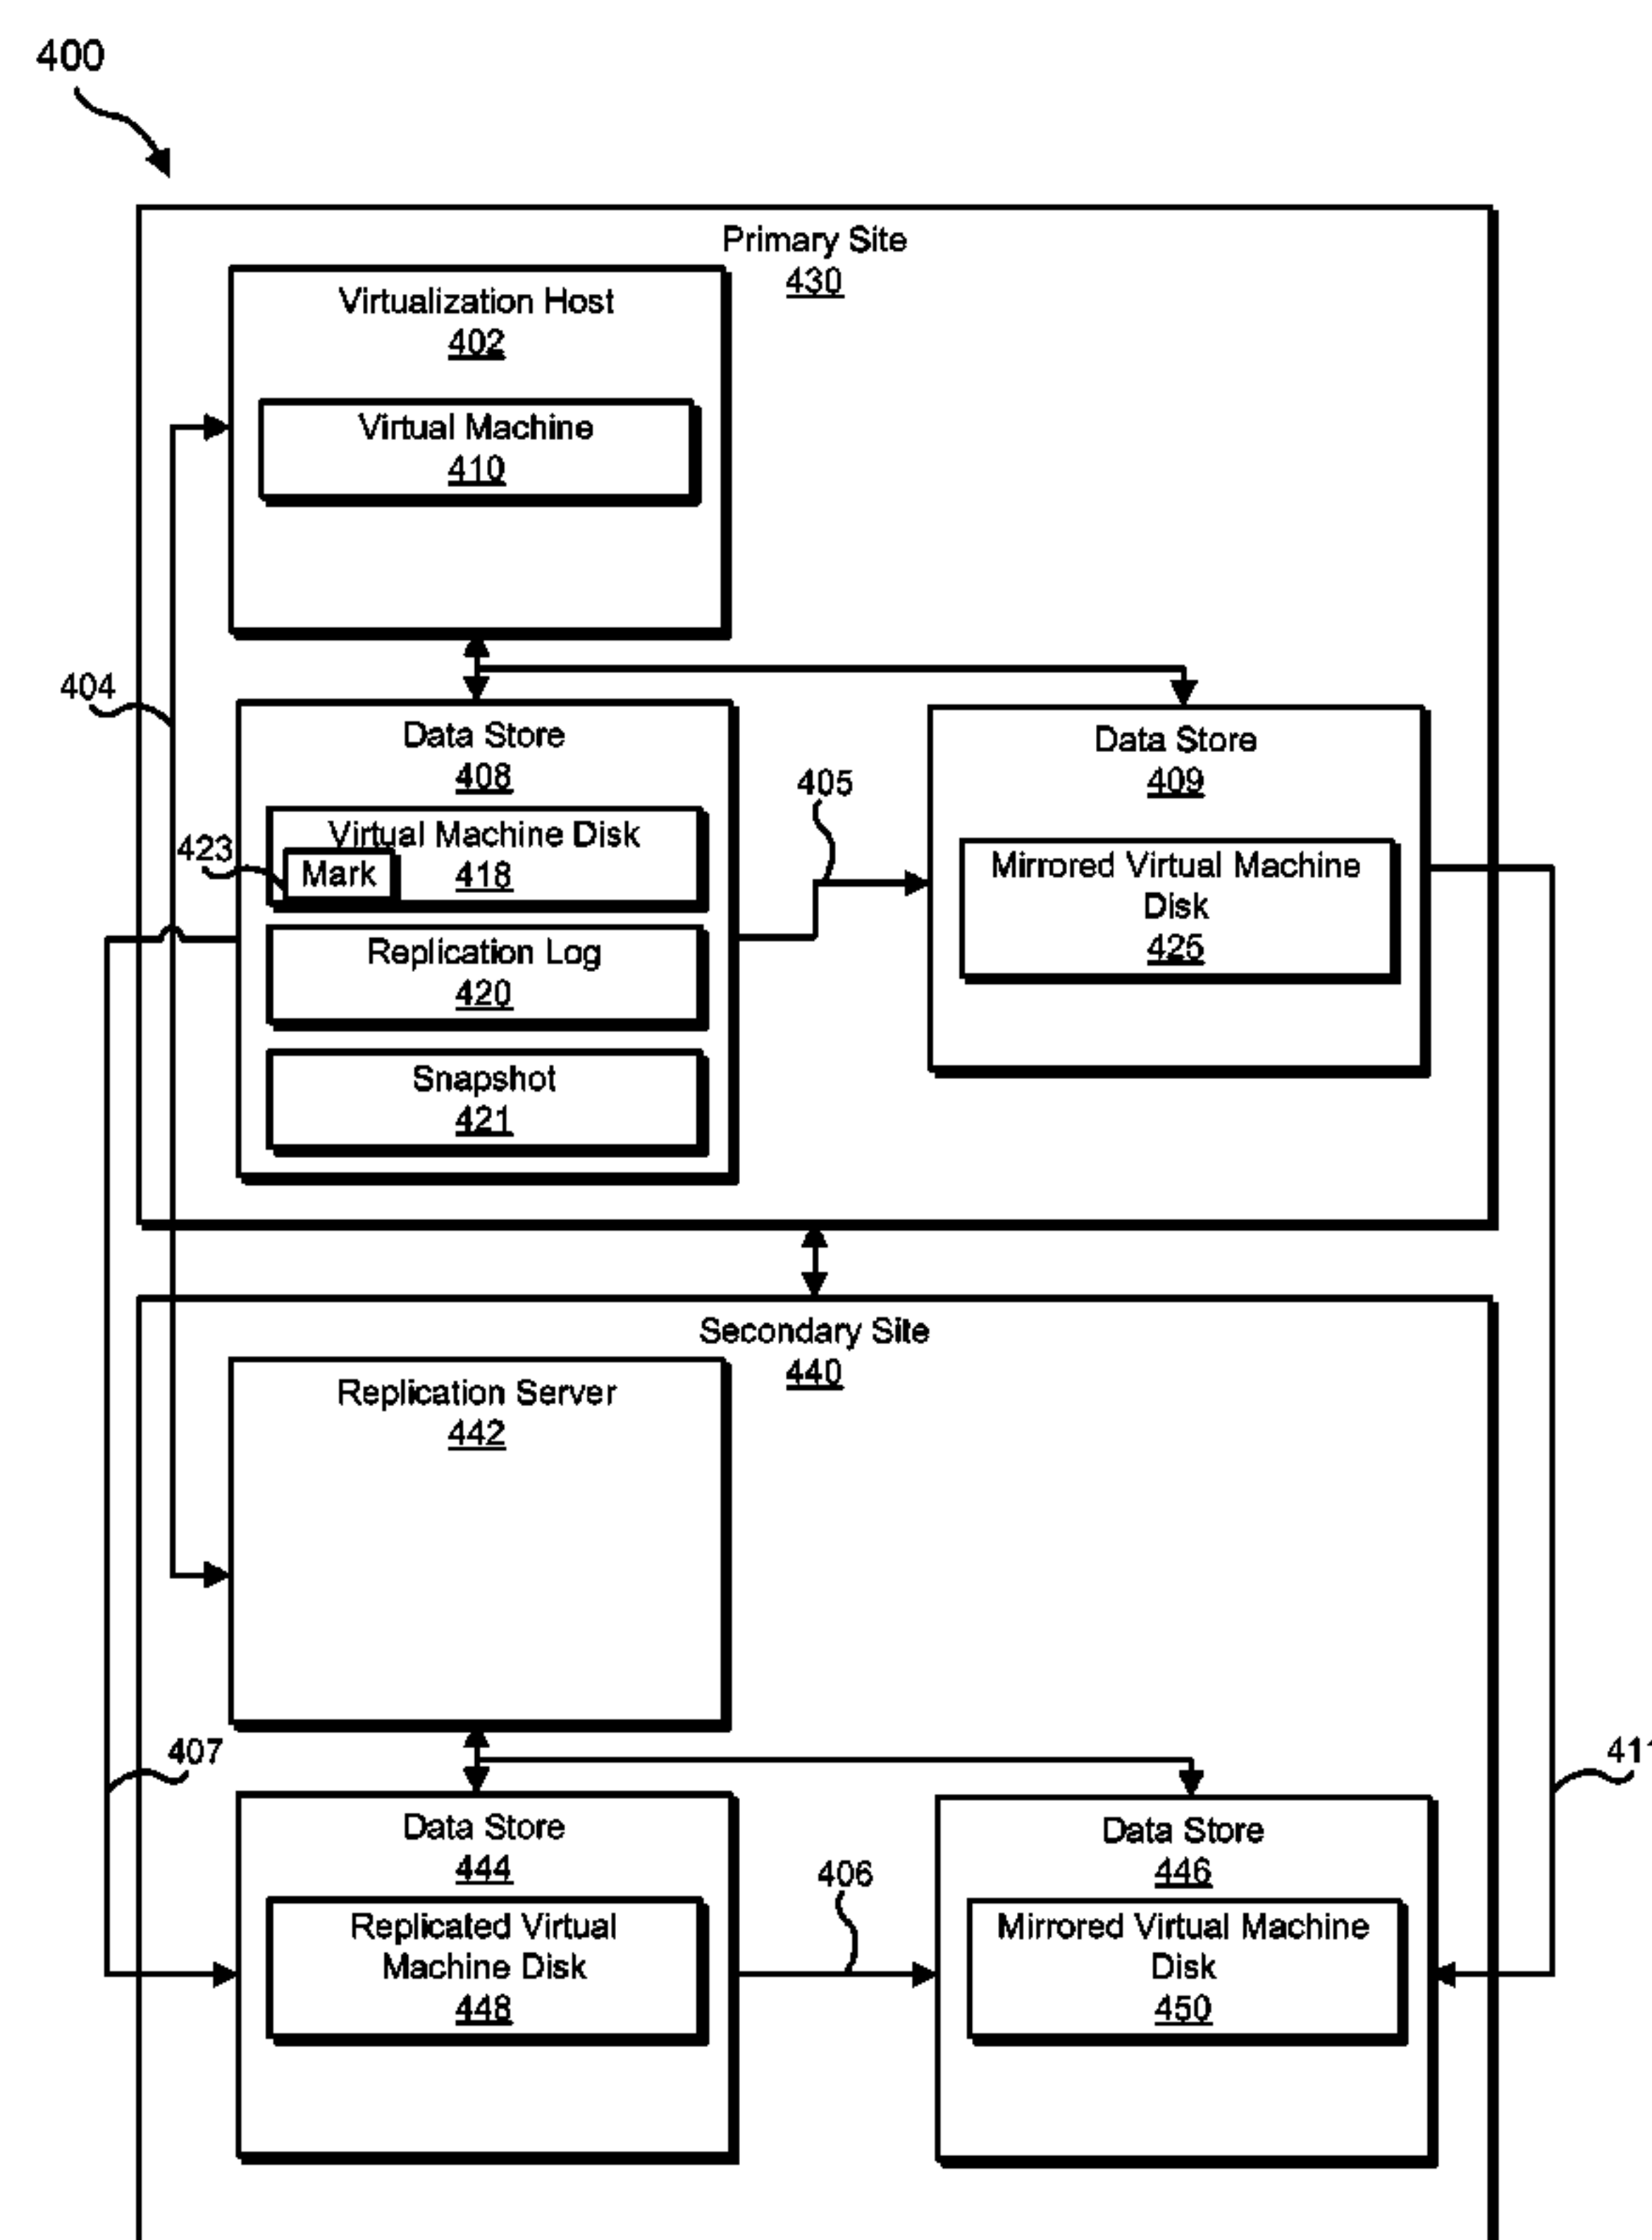 400
Primary Site
430
Virtualization Host
402
Virtual Machine
410
404
Data Store
408
Virtual Machine Disk
418
423
Mark
Replication Log
420
Snapshot
421
405
Data Store
409
Mirrored Virtual Machine
Disk
425
Secondary Site
440
Replication Server
442
407
411
Data Store
444
Replicated Virtual
Machine Disk
448
406
Data Store
446
Mirrored Virtual Machine
Disk
450